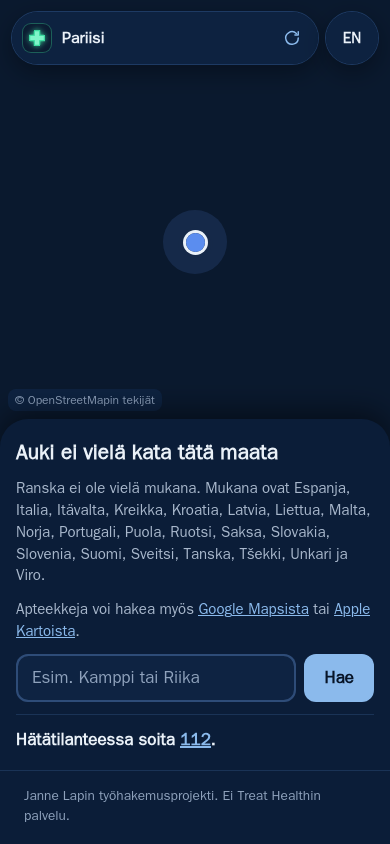 Pariisi
EN
© OpenStreetMapin tekijät
Auki ei vielä kata tätä maata
Ranska ei ole vielä mukana. Mukana ovat Espanja,
Italia, Itävalta, Kreikka, Kroatia, Latvia, Liettua, Malta,
Norja, Portugali, Puola, Ruotsi, Saksa, Slovakia,
Slovenia, Suomi, Sveitsi, Tanska, Tšekki, Unkari ja
Viro.
Apteekkeja voi hakea myös Google Mapsista tai Apple
Kartoista.
Esim. Kamppi tai Riika
Hae
Hätätilanteessa soita 112.
Janne Lapin työhakemusprojekti. Ei Treat Healthin
palvelu.